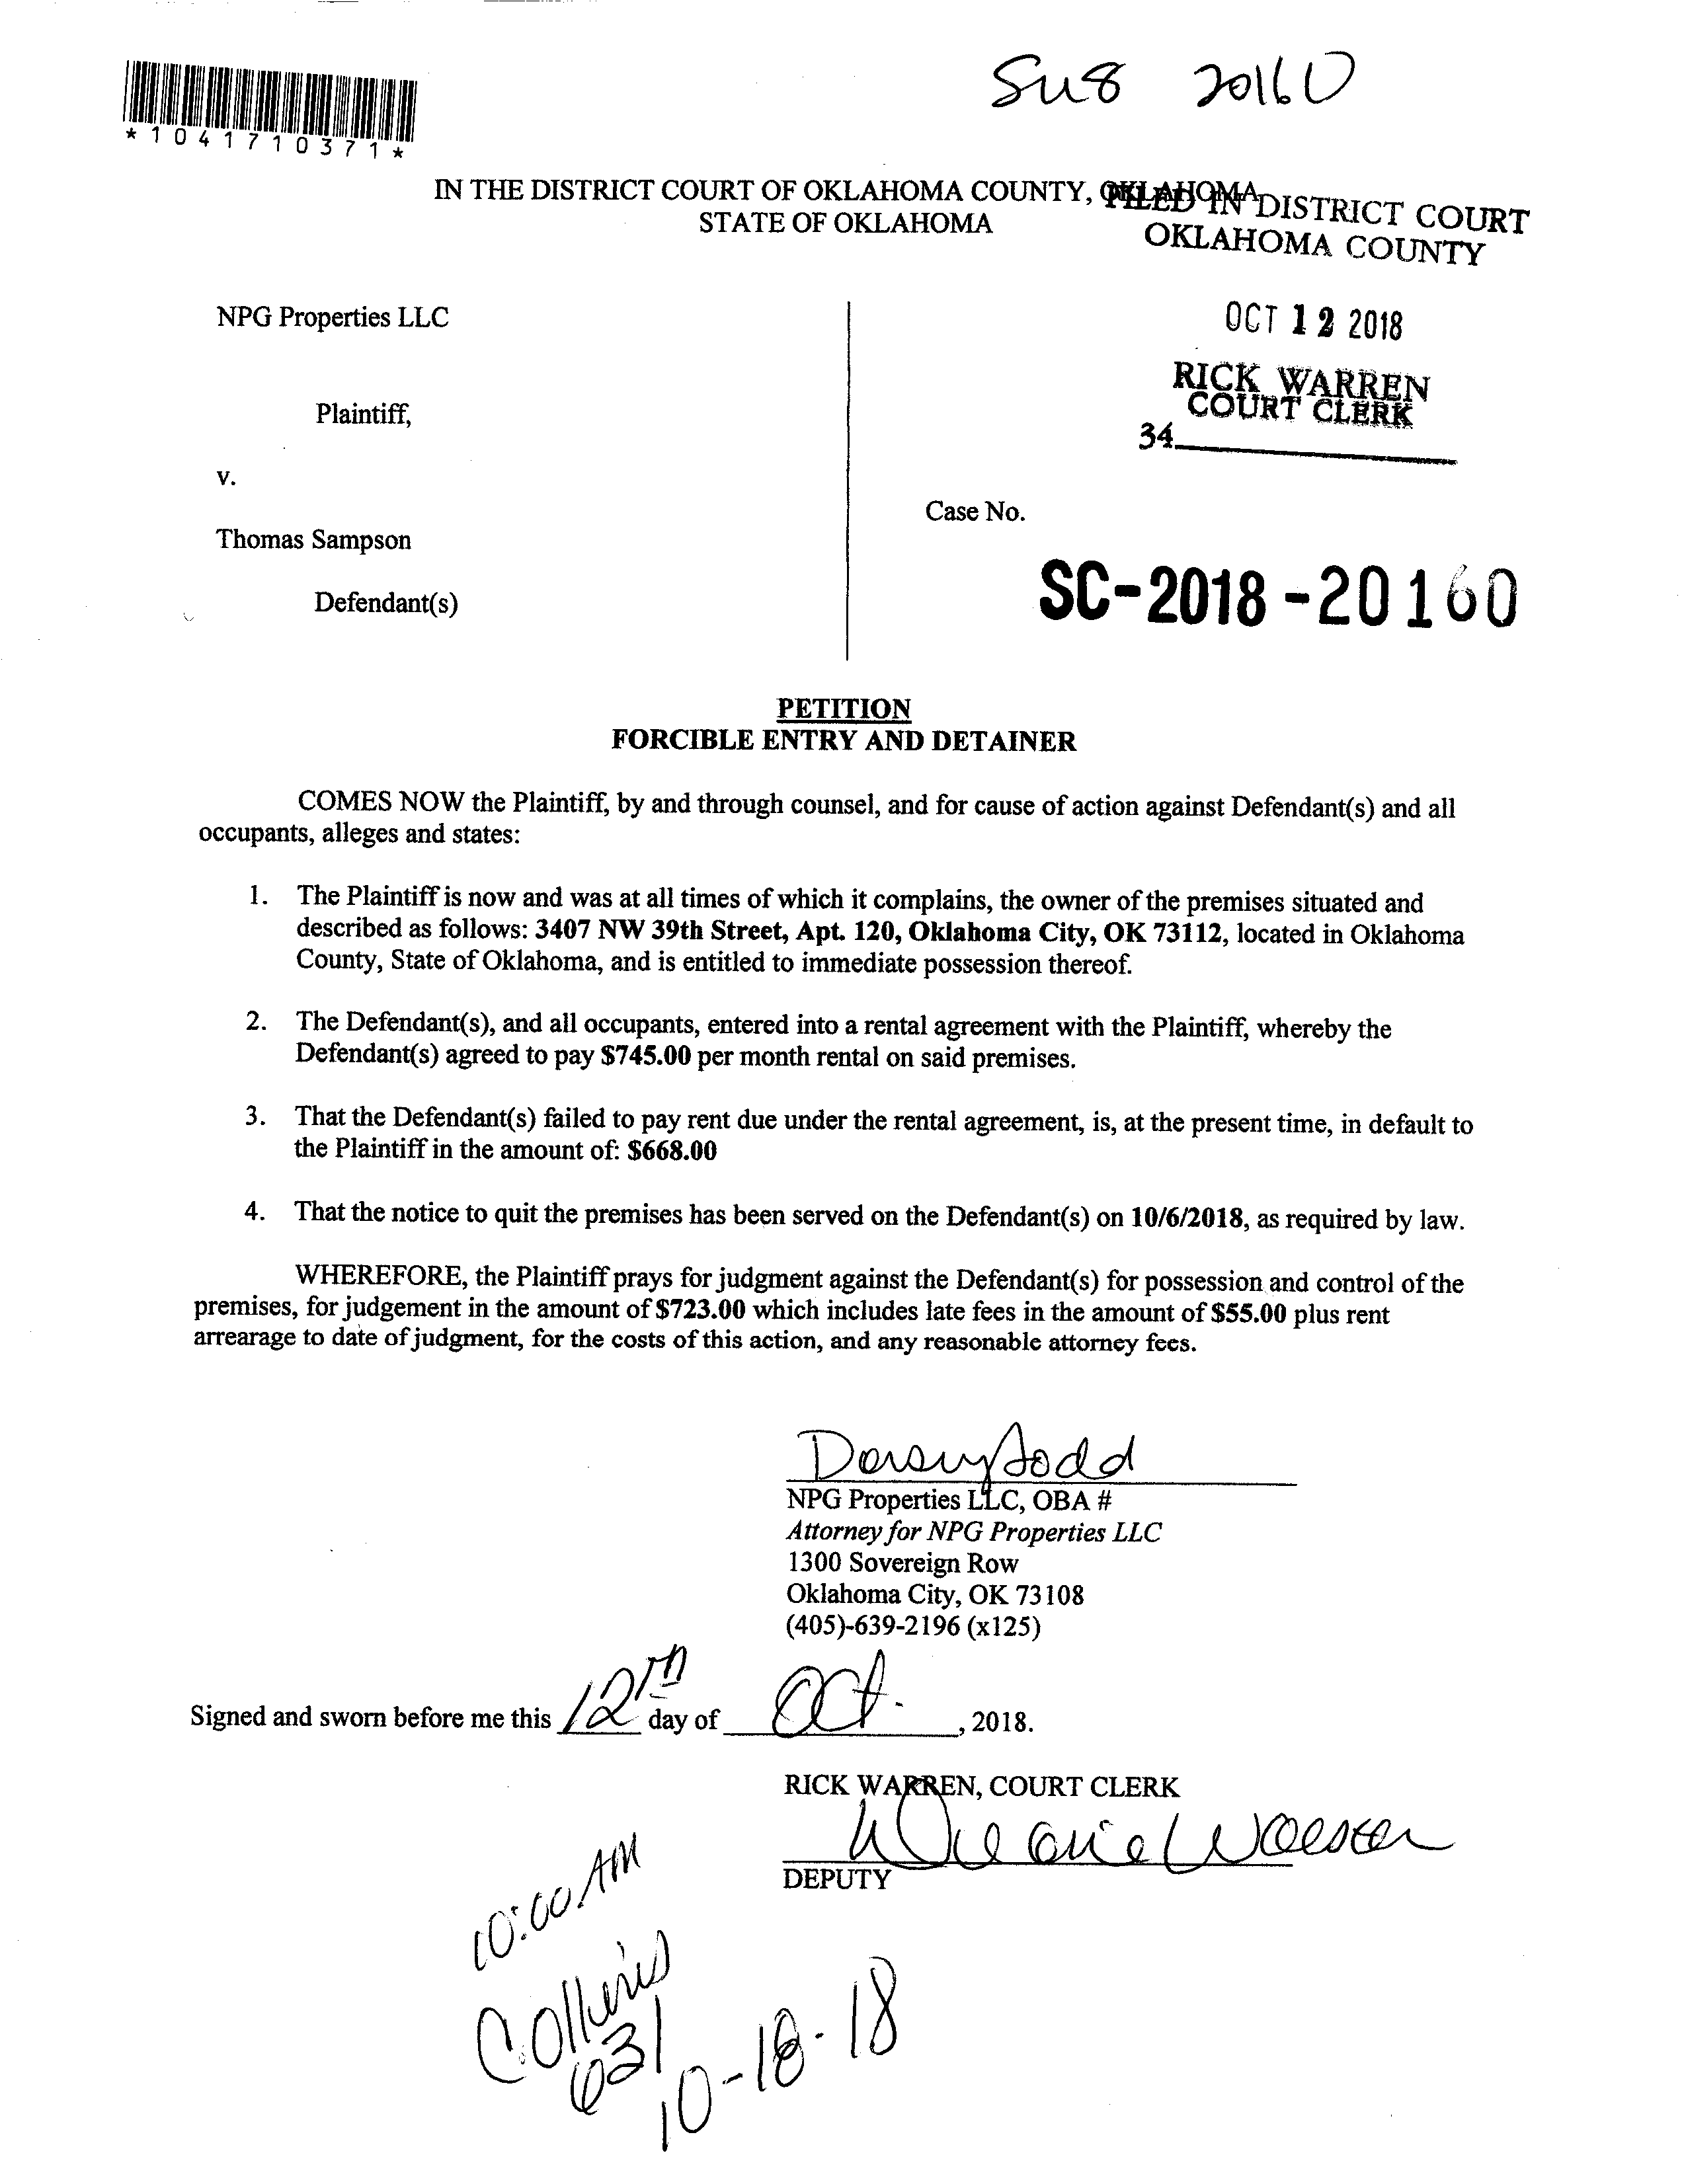 Su8 20160
*1041710371*
IN THE DISTRICT COURT OF OKLAHOMA COUNTY, OKLAHOMA
STATE OF OKLAHOMA
FILED IN DISTRICT COURT
OKLAHOMA COUNTY
OCT 12 2018
RICK WARREN
COURT CLERK
34
NPG Properties LLC
Plaintiff,
v.
Thomas Sampson
Defendant(s)
Case No.
SC-2018-20160
PETITION
FORCIBLE ENTRY AND DETAINER
COMES NOW the Plaintiff, by and through counsel, and for cause of action against Defendant(s) and all
occupants, alleges and states:
1. The Plaintiff is now and was at all times of which it complains, the owner of the premises situated and
described as follows: 3407 NW 39th Street, Apt. 120, Oklahoma City, OK 73112, located in Oklahoma
County, State of Oklahoma, and is entitled to immediate possession thereof.
2. The Defendant(s), and all occupants, entered into a rental agreement with the Plaintiff, whereby the
Defendant(s) agreed to pay $745.00 per month rental on said premises.
3. That the Defendant(s) failed to pay rent due under the rental agreement, is, at the present time, in default to
the Plaintiff in the amount of: $668.00
4. That the notice to quit the premises has been served on the Defendant(s) on 10/6/2018, as required by law.
WHEREFORE, the Plaintiff prays for judgment against the Defendant(s) for possession and control of the
premises, for judgement in the amount of $723.00 which includes late fees in the amount of $55.00 plus rent
arrearage to date of judgment, for the costs of this action, and any reasonable attorney fees.
NPG Properties LLC, OBA #
Attorney for NPG Properties LLC
1300 Sovereign Row
Oklahoma City, OK 73108
(405)-639-2196 (x125)
Signed and sworn before me this 12th day of Oct. , 2018.
RICK WARREN, COURT CLERK
DEPUTY
10:00 AM
Collins
631
10-18-18